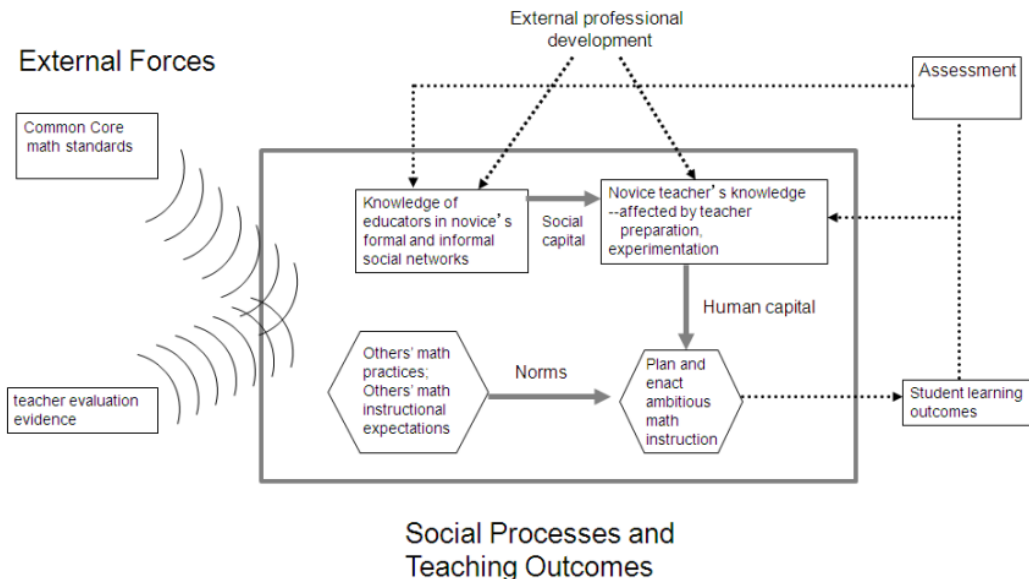 External professional
development
External Forces
Assessment
Common Core
math standards
Knowledge of
educators in novice’s
formal and informal
social networks
Social
capital
Novice teacher’s knowledge
--affected by teacher
preparation,
experimentation
Human capital
Others’ math
practices;
Others’ math
instructional
expectations
Norms
Plan and
enact
ambitious
math
instruction
teacher evaluation
evidence
Student learning
outcomes
Social Processes and
Teaching Outcomes